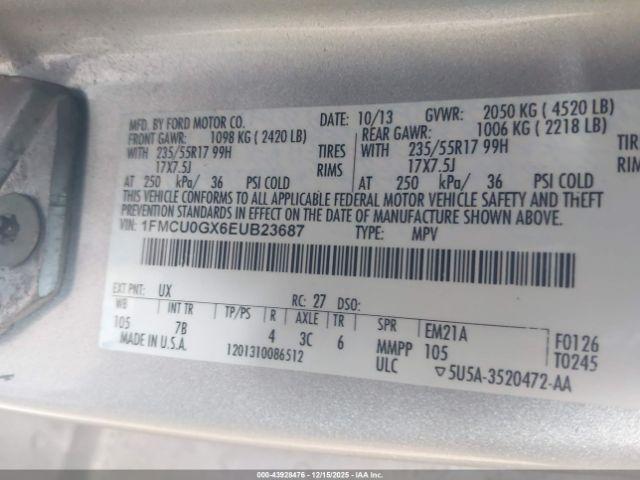 MFD. BY FORD MOTOR CO.
DATE: 10/13 GVWR: 2050 KG ( 4520 LB)
FRONT GAWR: 1098 KG ( 2420 LB)
REAR GAWR: 1006 KG ( 2218 LB)
WITH 235/55R17 99H TIRES WITH 235/55R17 99H
17X7.5J RIMS 17X7.5J
AT 250 kPa/ 36 PSI COLD AT 250 kPa/ 36 PSI COLD
THIS VEHICLE CONFORMS TO ALL APPLICABLE FEDERAL MOTOR VEHICLE SAFETY AND THEFT
PREVENTION STANDARDS IN EFFECT ON THE DATE OF MANUFACTURE SHOWN ABOVE.
VIN: 1FMCU0GX6EUB23687 TYPE: MPV
EXT PNT: UX RC: 27 DSO:
WB INT TR TP/PS R AXLE TR SPR EM21A F0126
105 7B 4 3C 6 MMPP 105 T0245
MADE IN U.S.A. 1201310086512 ULC ▽5U5A-3520472-AA
000-43928476 - 12/15/2025 - IAAI.COM